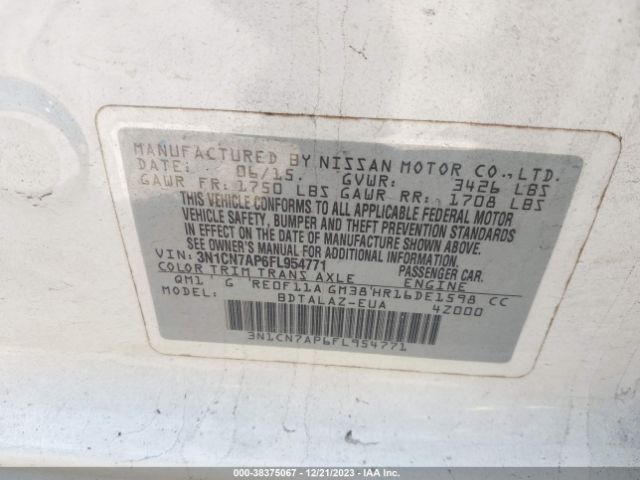 MANUFACTURED BY NISSAN MOTOR CO.,LTD.
DATE: 06/15. GVWR: 3426 LBS
GAWR FR: 1750 LBS GAWR RR: 1708 LBS
THIS VEHICLE CONFORMS TO ALL APPLICABLE FEDERAL MOTOR
VEHICLE SAFETY, BUMPER AND THEFT PREVENTION STANDARDS
IN EFFECT ON THE DATE OF MANUFACTURE SHOWN ABOVE.
SEE OWNER'S MANUAL FOR ADDITIONAL INFORMATION.
VIN: 3N1CN7AP6FL954771 PASSENGER CAR.
COLOR TRIM TRANS AXLE ENGINE
QM1 G RE0F11A GM38 HR16DE1598 CC
MODEL: BDTALAZ-EUA 4Z000
3N1CN7AP6FL954771
000-38375067 - 12/21/2023 - IAA Inc.